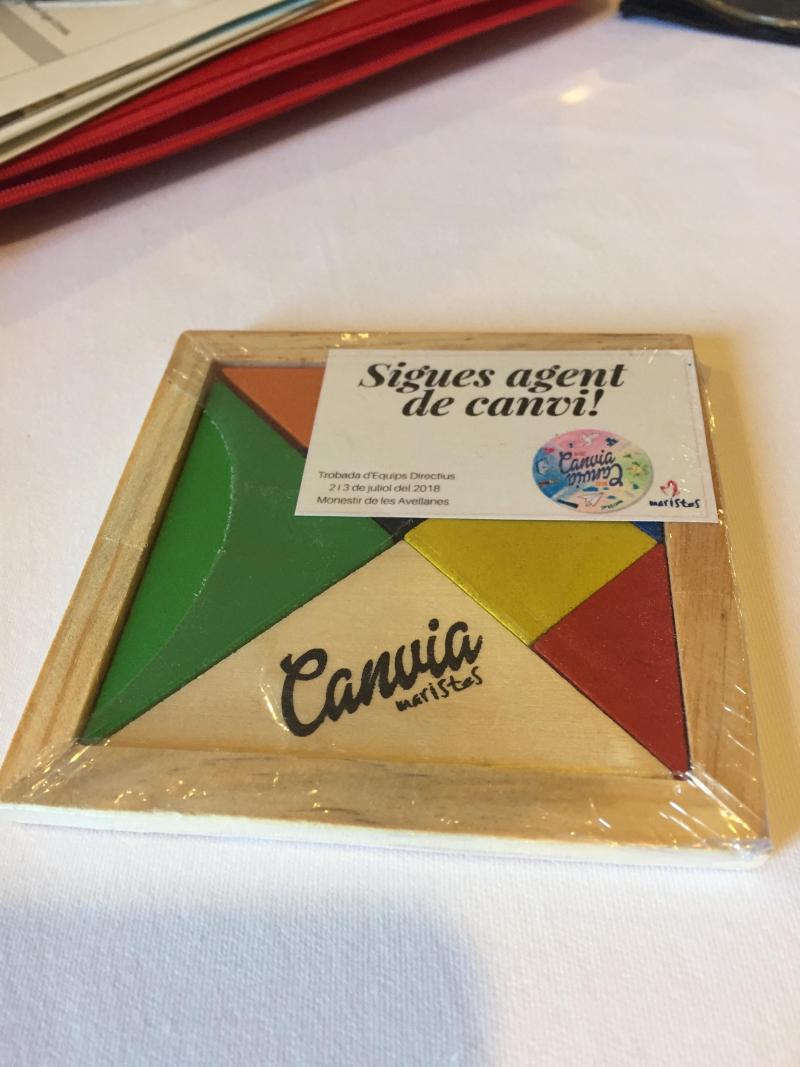 Sigues agent
de canvi!
Trobada d'Equips Directius
2 i 3 de juliol del 2018
Monestir de les Avellanes
Canvia
Canvia
maristes
Canvia
maristes